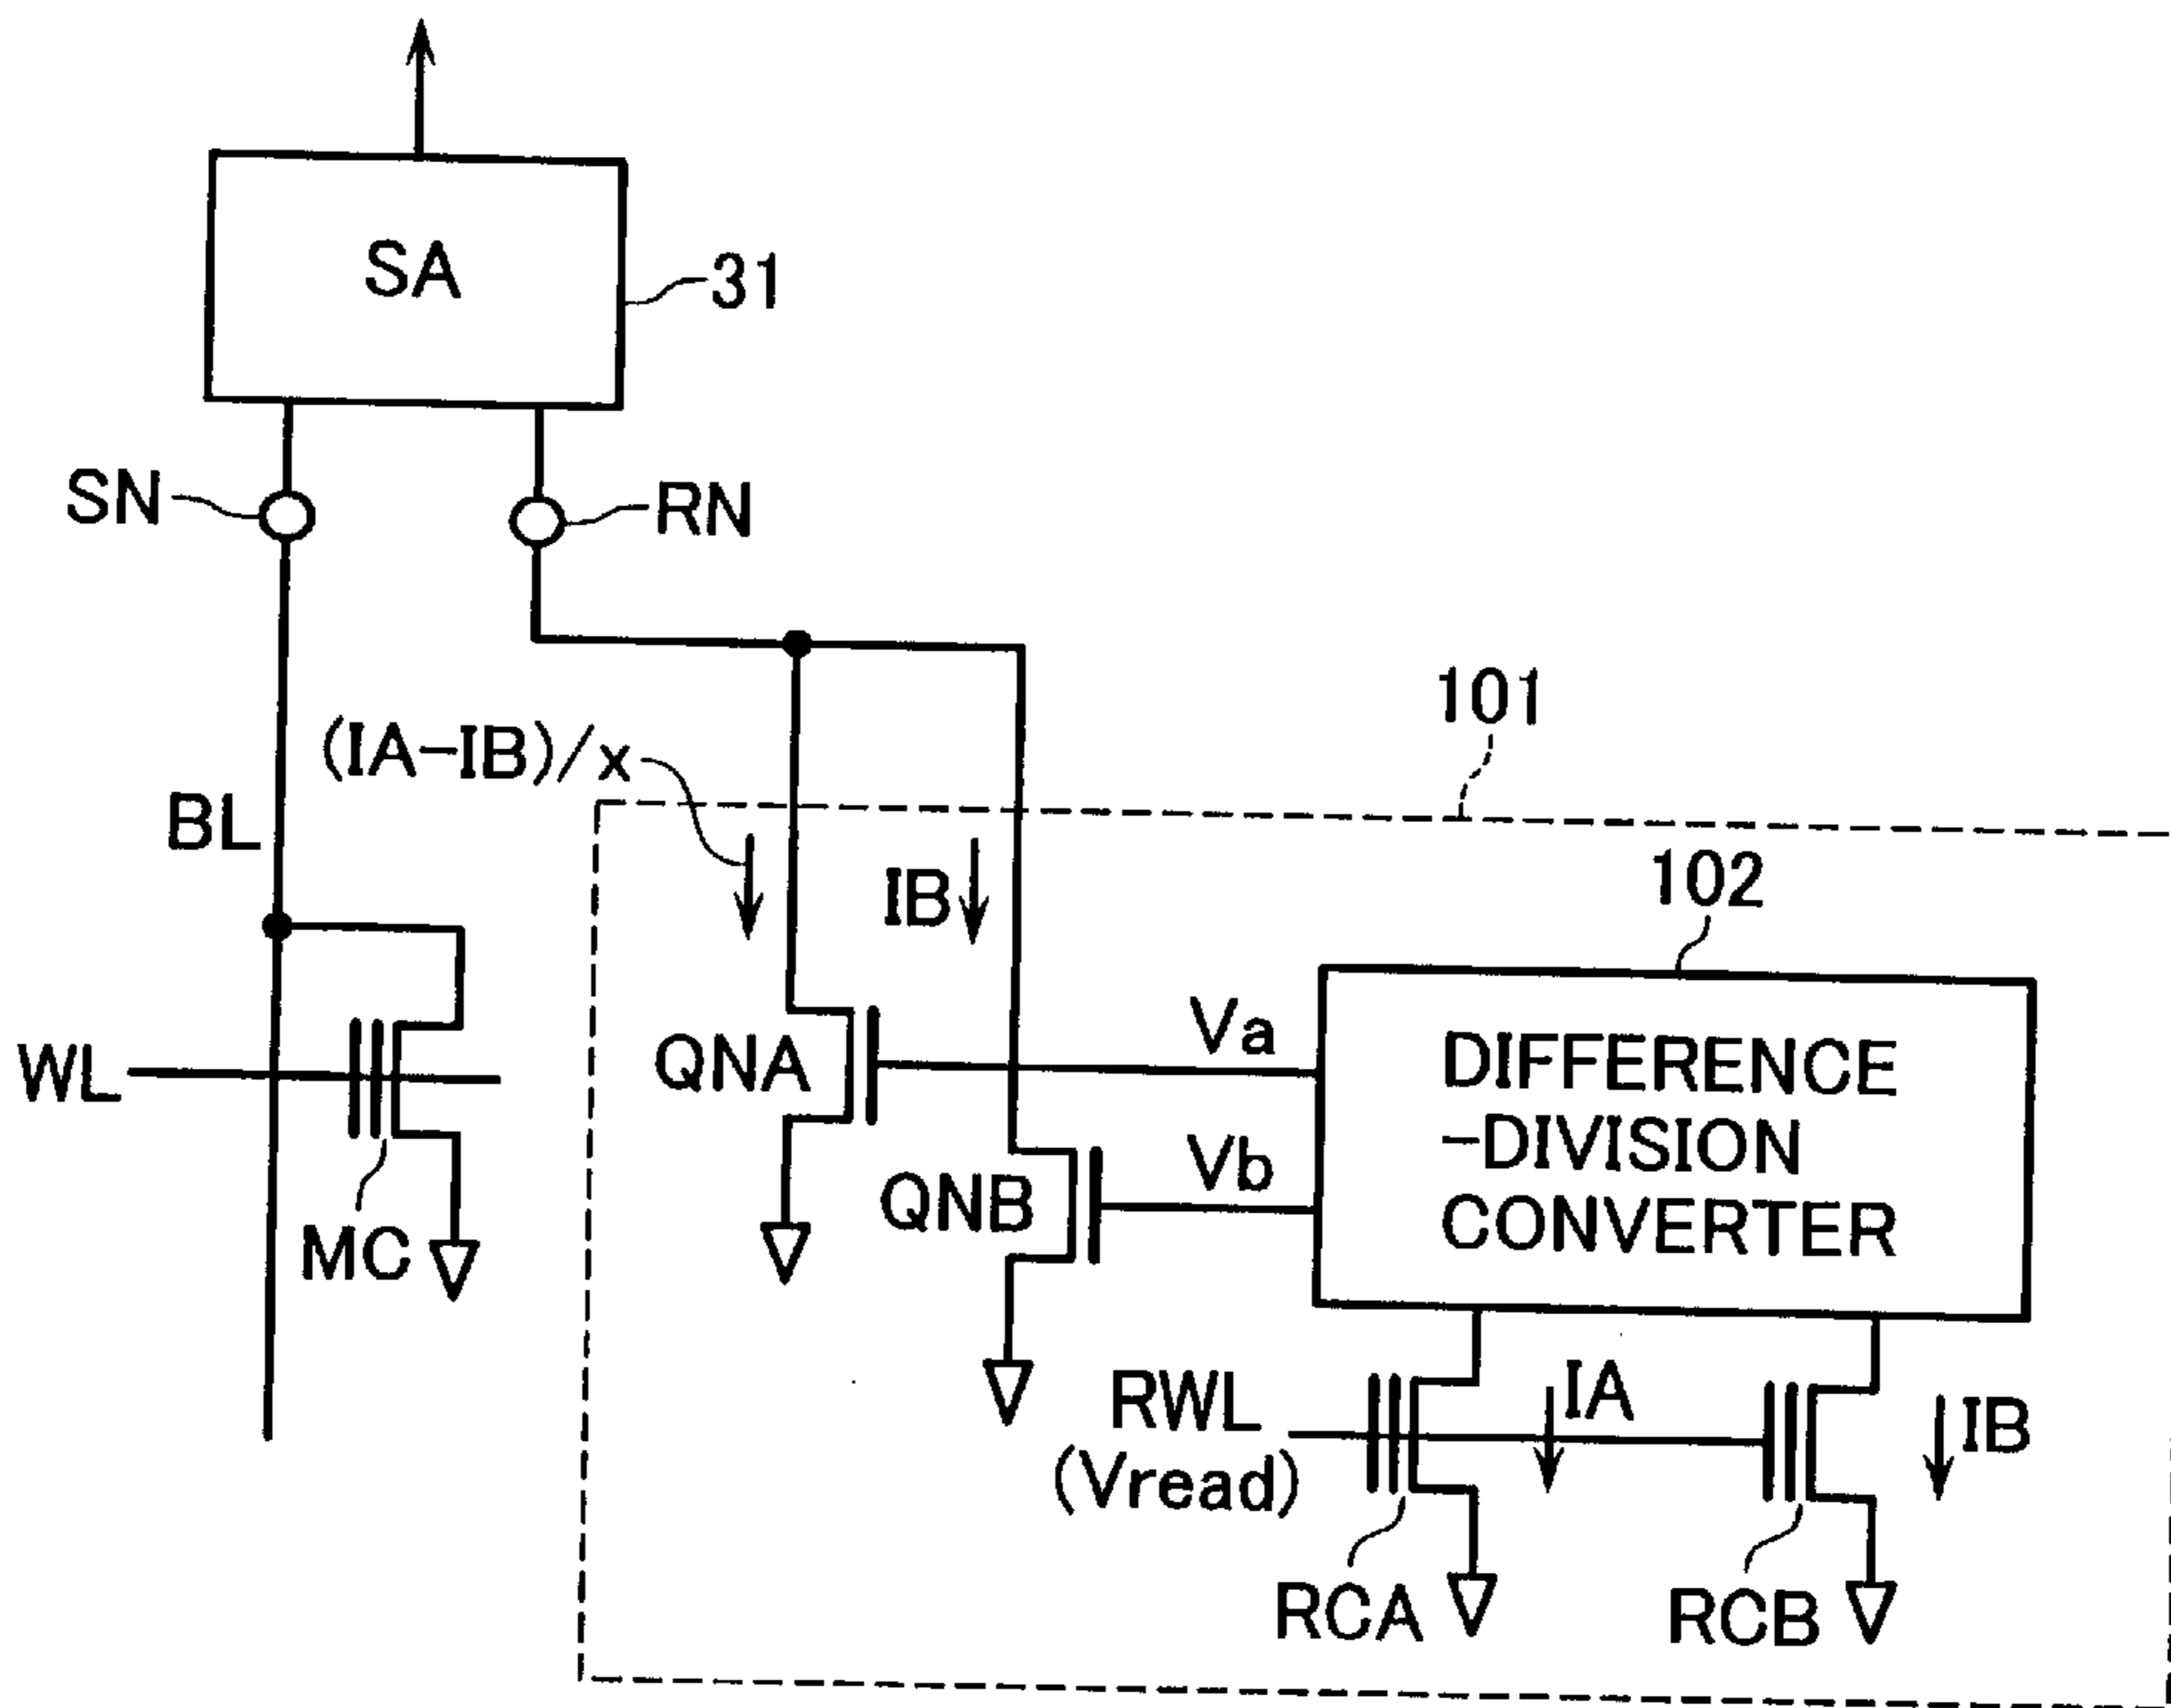 SA
31
SN
RN
101
(IA-IB)/x
BL
IB
102
Va
DIFFERENCE
-DIVISION
CONVERTER
WL
QNA
Vb
QNB
MC
RWL
(Vread)
IA
IB
RCA
RCB